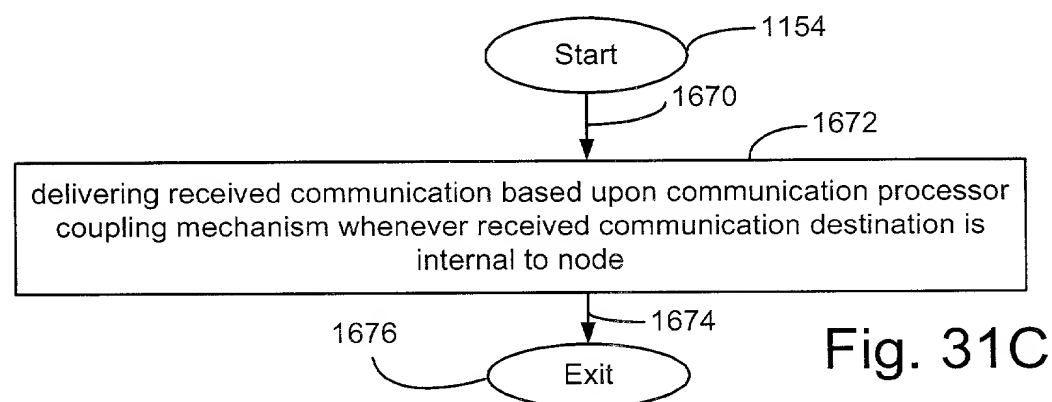 Start
1154
1670
1672
delivering received communication based upon communication processor
coupling mechanism whenever received communication destination is
internal to node
1676
1674
Exit
Fig. 31C